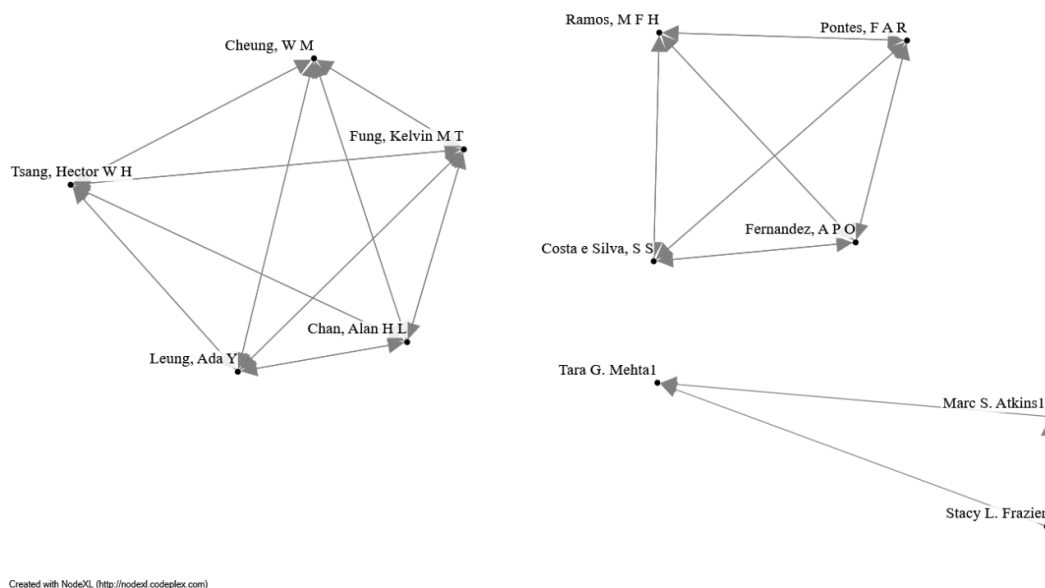 Ramos, M F H
Pontes, F A R
Cheung, W M
Fung, Kelvin M T
Tsang, Hector W H
Fernandez, A P O
Costa e Silva, S S
Chan, Alan H L
Leung, Ada Y
Tara G. Mehta1
Marc S. Atkins1
Stacy L. Frazier
Created with NodeXL (http://nodexl.codeplex.com)